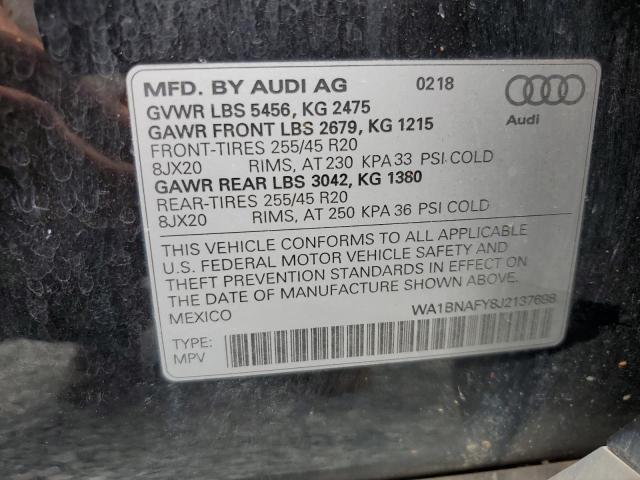 MFD. BY AUDI AG 0218
GVWR LBS 5456, KG 2475
GAWR FRONT LBS 2679, KG 1215
FRONT-TIRES 255/45 R20
8JX20 RIMS, AT 230 KPA 33 PSI COLD
GAWR REAR LBS 3042, KG 1380
REAR-TIRES 255/45 R20
8JX20 RIMS, AT 250 KPA 36 PSI COLD
Audi
THIS VEHICLE CONFORMS TO ALL APPLICABLE
U.S. FEDERAL MOTOR VEHICLE SAFETY AND
THEFT PREVENTION STANDARDS IN EFFECT ON
THE DATE OF MANUFACTURE SHOWN ABOVE.
MEXICO WA1BNAFY8J2137698
TYPE:
MPV